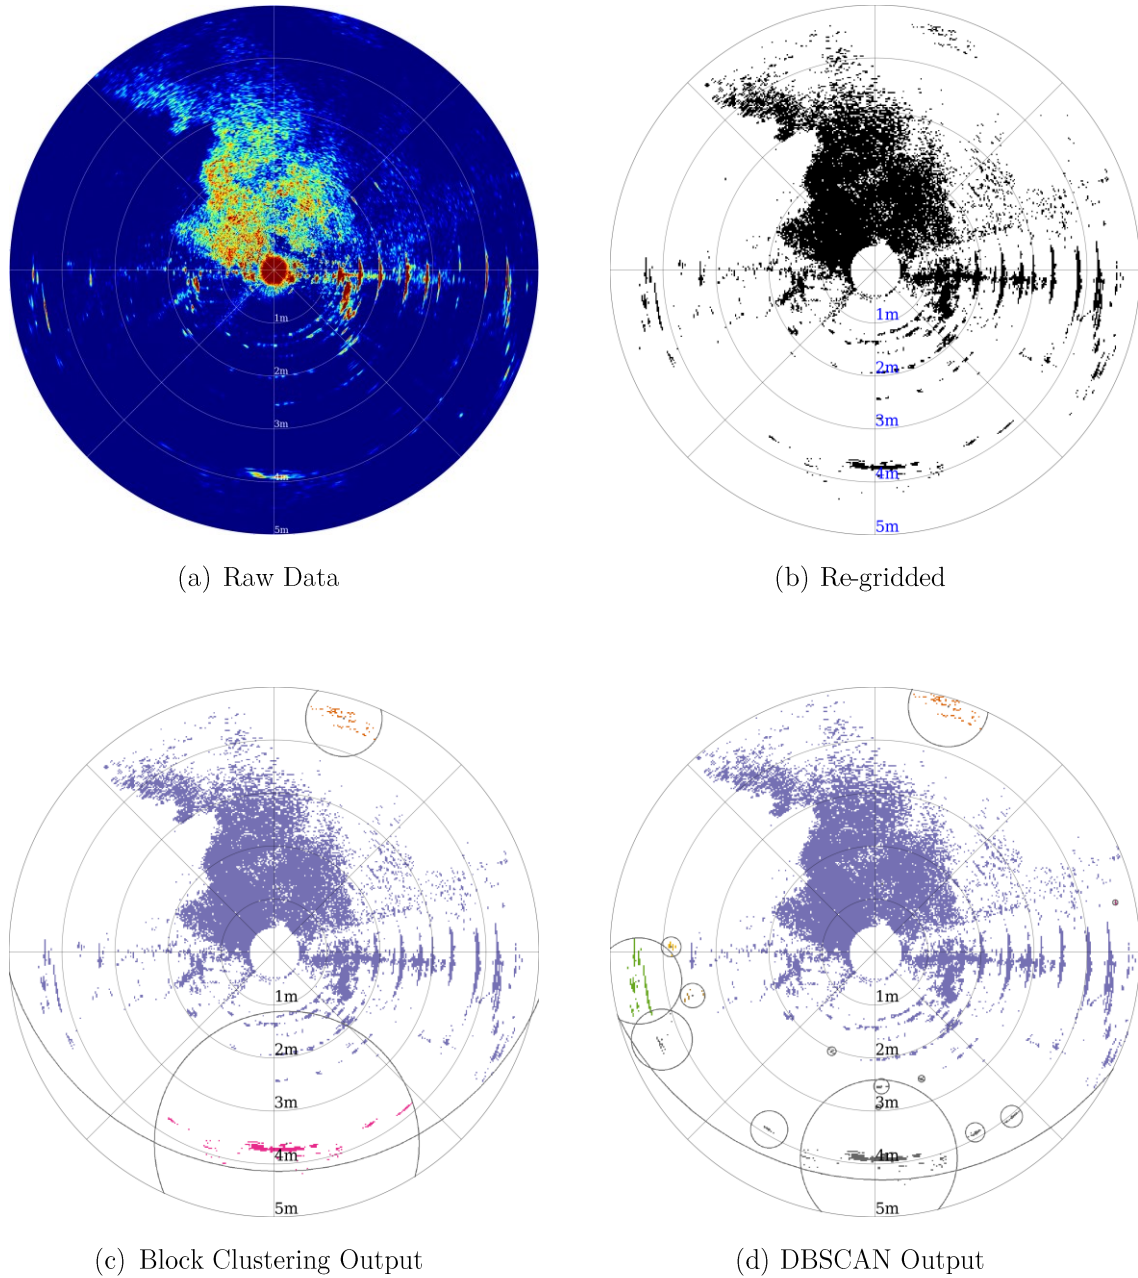 1m
2m
3m
4m
5m
(a) Raw Data
1m
2m
3m
4m
5m
(b) Re-gridded
1m
2m
3m
4m
5m
(c) Block Clustering Output
1m
2m
3m
4m
5m
(d) DBSCAN Output